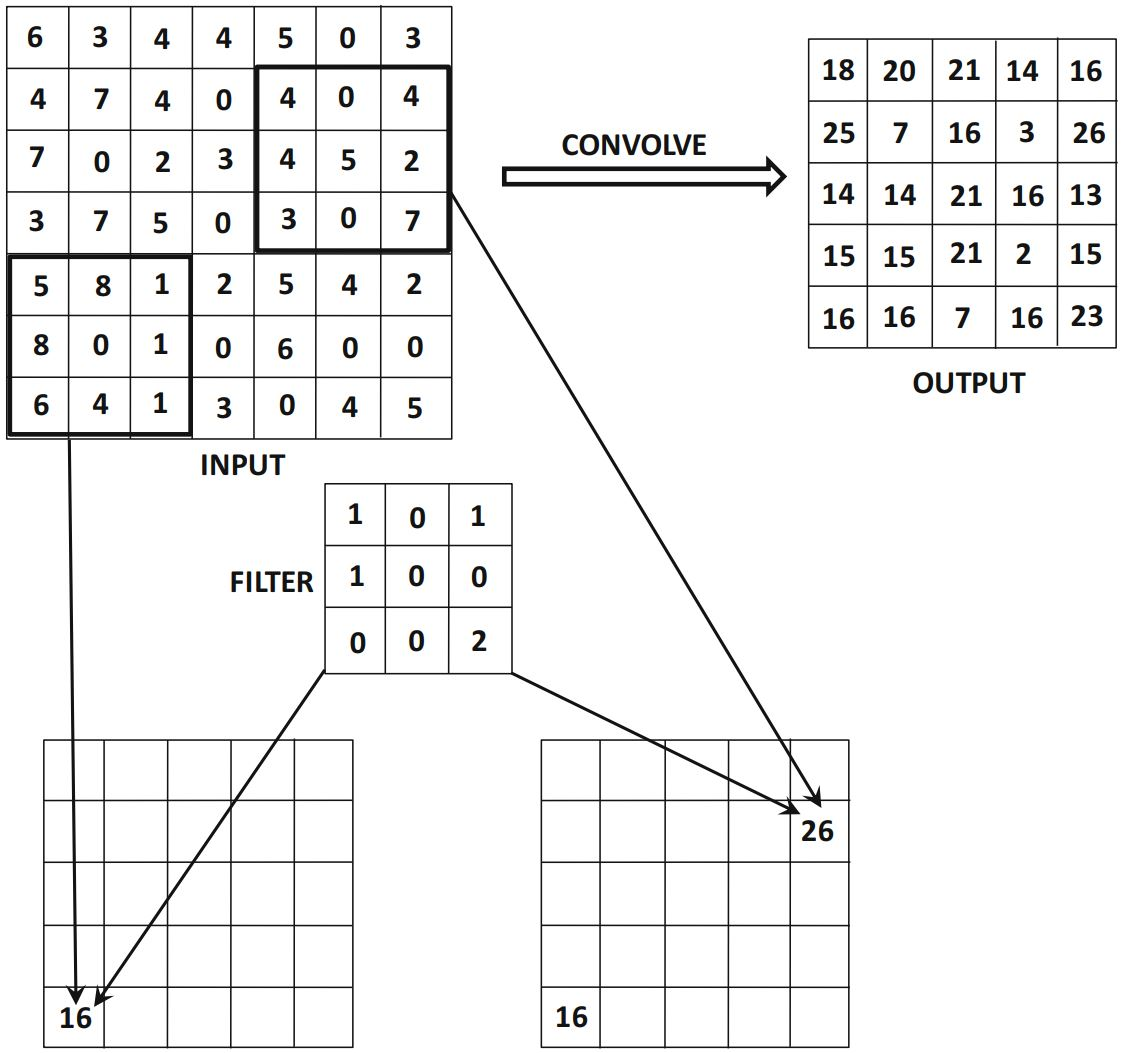 6 3 4 4 5 0 3
4 7 4 0 4 0 4
7 0 2 3 4 5 2
3 7 5 0 3 0 7
5 8 1 2 5 4 2
8 0 1 0 6 0 0
6 4 1 3 0 4 5
INPUT
CONVOLVE
18 20 21 14 16
25 7 16 3 26
14 14 21 16 13
15 15 21 2 15
16 16 7 16 23
OUTPUT
FILTER
1 0 1
1 0 0
0 0 2
16
26
16